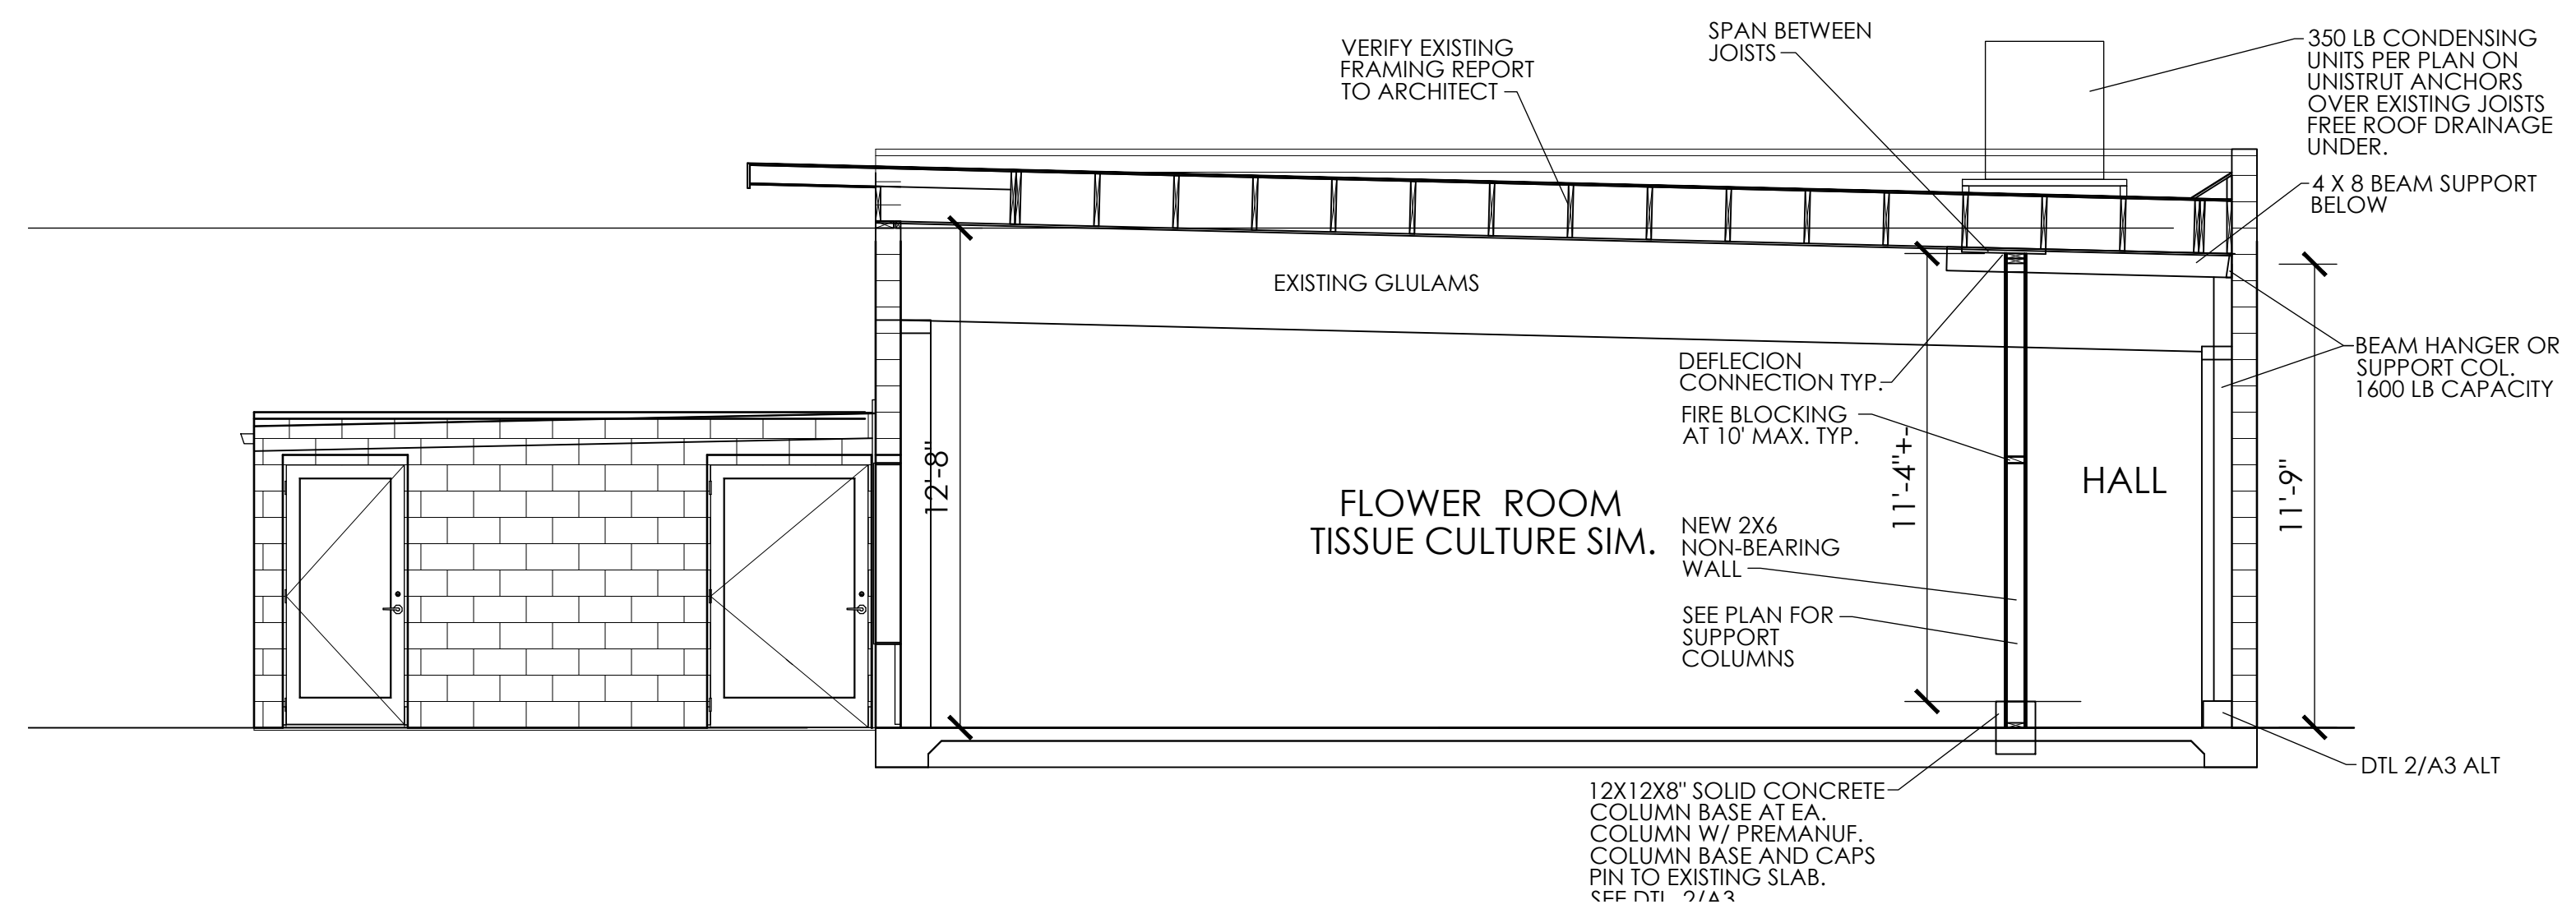 VERIFY EXISTING
FRAMING REPORT
TO ARCHITECT
SPAN BETWEEN
JOISTS
350 LB CONDENSING
UNITS PER PLAN ON
UNISTRUT ANCHORS
OVER EXISTING JOISTS
FREE ROOF DRAINAGE
UNDER.
4 X 8 BEAM SUPPORT
BELOW
EXISTING GLULAMS
BEAM HANGER OR
SUPPORT COL.
1600 LB CAPACITY
DEFLECION
CONNECTION TYP.
FIRE BLOCKING
AT 10' MAX. TYP.
12'-8"
11'-4"+-
HALL
11'-9"
FLOWER ROOM
TISSUE CULTURE SIM.
NEW 2X6
NON-BEARING
WALL
SEE PLAN FOR
SUPPORT
COLUMNS
DTL 2/A3 ALT
12X12X8" SOLID CONCRETE
COLUMN BASE AT EA.
COLUMN W/ PREMANUF.
COLUMN BASE AND CAPS
PIN TO EXISTING SLAB.
SEE DTL 2/A3